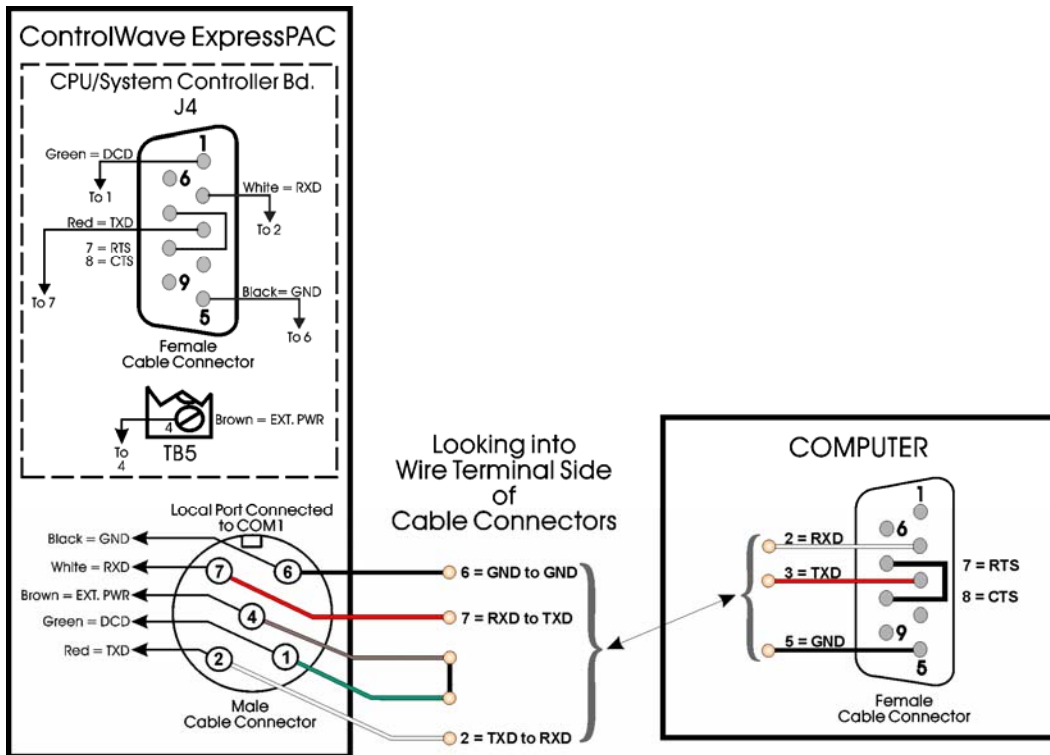 ControlWave ExpressPAC
CPU/System Controller Bd.
J4
1
Green = DCD
6
To 1
White = RXD
To 2
Red = TXD
7 = RTS
8 = CTS
To 7
9
Black= GND
5
To 6
Female
Cable Connector
4
Brown = EXT. PWR
To
4
TB5
Local Port Connected
to COM1
Black = GND
White = RXD
Brown = EXT. PWR
Green = DCD
Red = TXD
7
6
4
2
1
Male
Cable Connector
Looking into
Wire Terminal Side
of
Cable Connectors
6 = GND to GND
7 = RXD to TXD
2 = TXD to RXD
COMPUTER
1
6
2 = RXD
3 = TXD
7 = RTS
8 = CTS
9
5 = GND
5
Female
Cable Connector